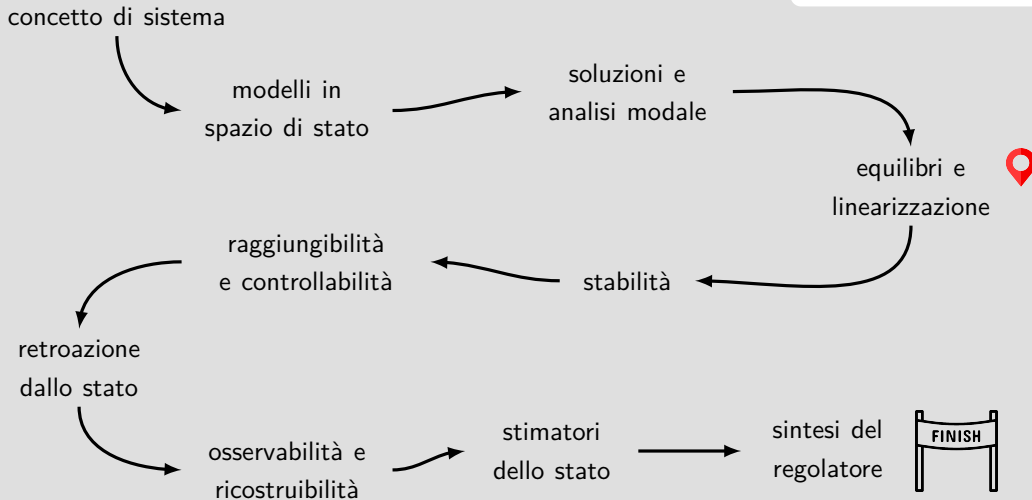 concetto di sistema
modelli in
spazio di stato
soluzioni e
analisi modale
equilibri e
linearizzazione
stabilità
raggiungibilità
e controllabilità
retroazione
dallo stato
osservabilità e
ricostruibilità
stimatori
dello stato
sintesi del
regolatore
FINISH